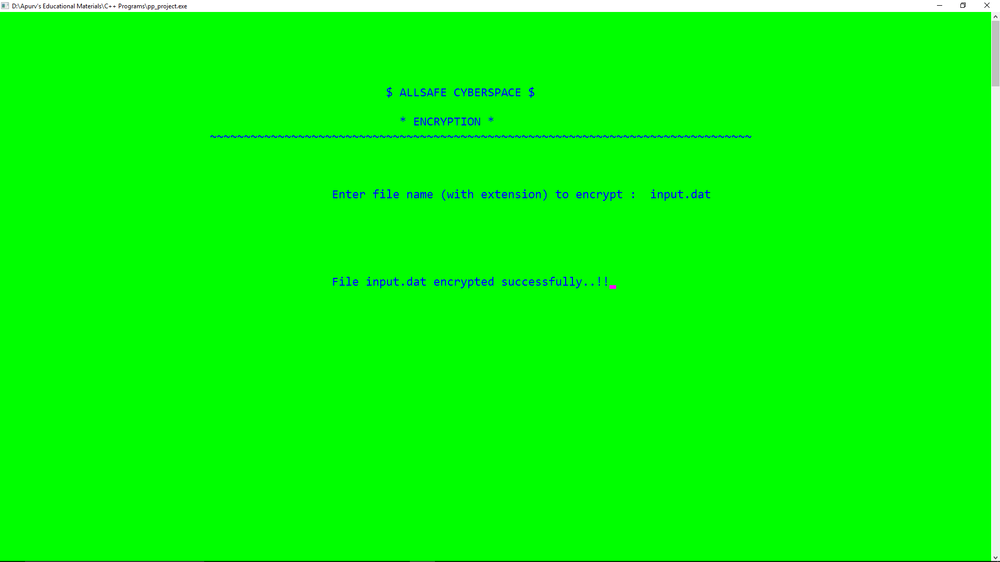 D:\Apurv's Educational Materials\C++ Programs\pp_project.exe
$ ALLSAFE CYBERSPACE $
* ENCRYPTION *
~~~~~~~~~~~~~~~~~~~~~~~~~~~~~~~~~~~~~~~~~~~~~~~~~~~~~~~~~~~~~~~~~~~~~~~~~~~~~~~~
Enter file name (with extension) to encrypt :  input.dat
File input.dat encrypted successfully..!!